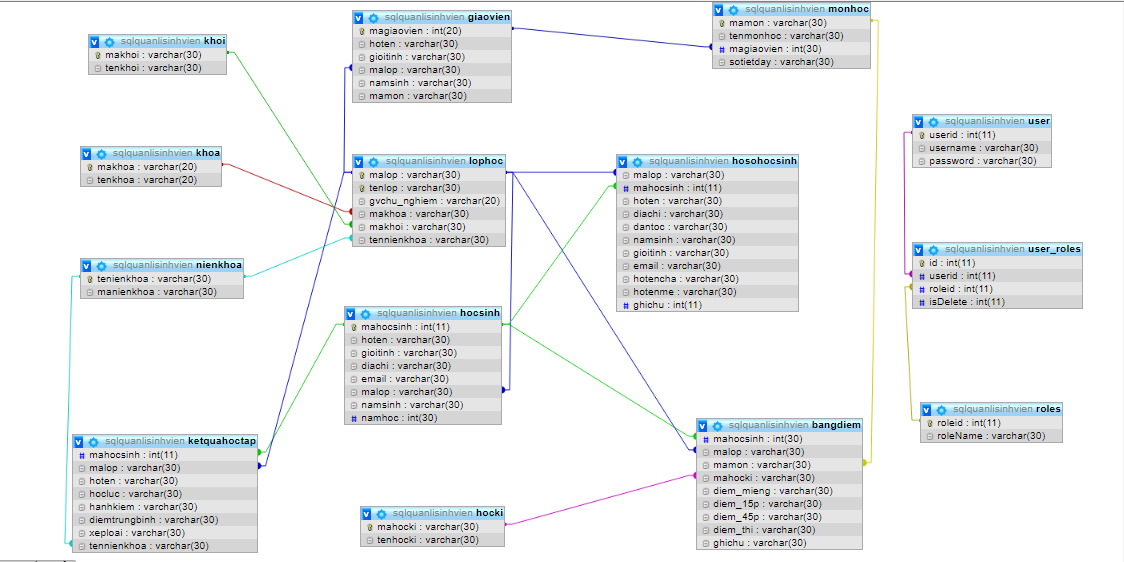 sqlquanlisinhvien khoi
makhoi : varchar(30)
tenkhoi : varchar(30)
sqlquanlisinhvien giaovien
magiaovien : int(20)
hoten : varchar(30)
gioitinh : varchar(30)
malop : varchar(30)
namsinh : varchar(30)
mamon : varchar(30)
sqlquanlisinhvien monhoc
mamon : varchar(30)
tenmonhoc : varchar(30)
# magiaovien : int(30)
sotietday : varchar(30)
sqlquanlisinhvien user
userid : int(11)
username : varchar(30)
password : varchar(30)
sqlquanlisinhvien khoa
makhoa : varchar(20)
tenkhoa : varchar(20)
sqlquanlisinhvien lophoc
malop : varchar(30)
tenlop : varchar(30)
gvchu_nghiem : varchar(20)
makhoa : varchar(30)
makhoi : varchar(30)
tennienkhoa : varchar(30)
sqlquanlisinhvien hosohocsinh
malop : varchar(30)
# mahocsinh : int(11)
hoten : varchar(30)
diachi : varchar(30)
dantoc : varchar(30)
namsinh : varchar(30)
gioitinh : varchar(30)
email : varchar(30)
hotencha : varchar(30)
hotenme : varchar(30)
# ghichu : int(11)
sqlquanlisinhvien user_roles
id : int(11)
# userid : int(11)
# roleid : int(11)
# isDelete : int(11)
sqlquanlisinhvien nienkhoa
tenienkhoa : varchar(30)
manienkhoa : varchar(30)
sqlquanlisinhvien hocsinh
mahocsinh : int(11)
hoten : varchar(30)
gioitinh : varchar(30)
diachi : varchar(30)
email : varchar(30)
malop : varchar(30)
namsinh : varchar(30)
# namhoc : int(30)
sqlquanlisinhvien roles
roleid : int(11)
roleName : varchar(30)
sqlquanlisinhvien ketquahoctap
# mahocsinh : int(11)
malop : varchar(30)
hoten : varchar(30)
hocluc : varchar(30)
hanhkiem : varchar(30)
diemtrungbinh : varchar(30)
xeploai : varchar(30)
tennienkhoa : varchar(30)
sqlquanlisinhvien bangdiem
# mahocsinh : int(30)
malop : varchar(30)
mamon : varchar(30)
mahocki : varchar(30)
diem_mieng : varchar(30)
diem_15p : varchar(30)
diem_45p : varchar(30)
diem_thi : varchar(30)
ghichu : varchar(30)
sqlquanlisinhvien hocki
mahocki : varchar(30)
tenhocki : varchar(30)